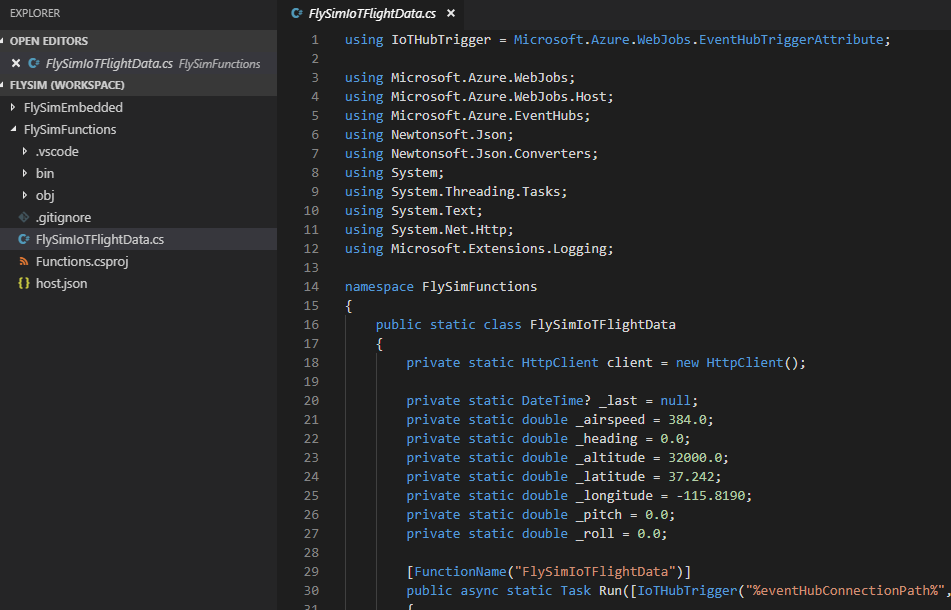 EXPLORER
OPEN EDITORS
FlySimIoTFlightData.cs FlySimFunctions
FLYSIM (WORKSPACE)
FlySimEmbedded
FlySimFunctions
.vscode
bin
obj
.gitignore
FlySimIoTFlightData.cs
Functions.csproj
{} host.json
FlySimIoTFlightData.cs
1 using IoTHubTrigger = Microsoft.Azure.WebJobs.EventHubTriggerAttribute;
2
3 using Microsoft.Azure.WebJobs;
4 using Microsoft.Azure.WebJobs.Host;
5 using Microsoft.Azure.EventHubs;
6 using Newtonsoft.Json;
7 using Newtonsoft.Json.Converters;
8 using System;
9 using System.Threading.Tasks;
10 using System.Text;
11 using System.Net.Http;
12 using Microsoft.Extensions.Logging;
13
14 namespace FlySimFunctions
15 {
16 public static class FlySimIoTFlightData
17 {
18 private static HttpClient client = new HttpClient();
19
20 private static DateTime? _last = null;
21 private static double _airspeed = 384.0;
22 private static double _heading = 0.0;
23 private static double _altitude = 32000.0;
24 private static double _latitude = 37.242;
25 private static double _longitude = -115.8190;
26 private static double _pitch = 0.0;
27 private static double _roll = 0.0;
28
29 [FunctionName("FlySimIoTFlightData")]
30 public async static Task Run([IoTHubTrigger("%eventHubConnectionPath%",
31 {